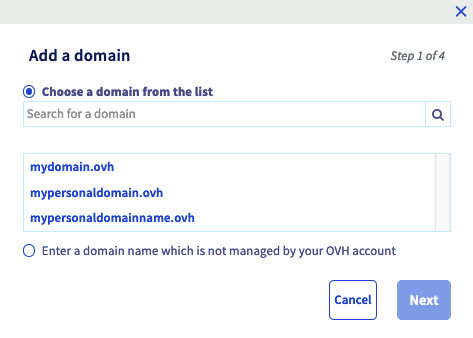 Add a domain
Step 1 of 4
Choose a domain from the list
Search for a domain
mydomain.ovh
mypersonaldomain.ovh
mypersonaldomainname.ovh
Enter a domain name which is not managed by your OVH account
Cancel
Next